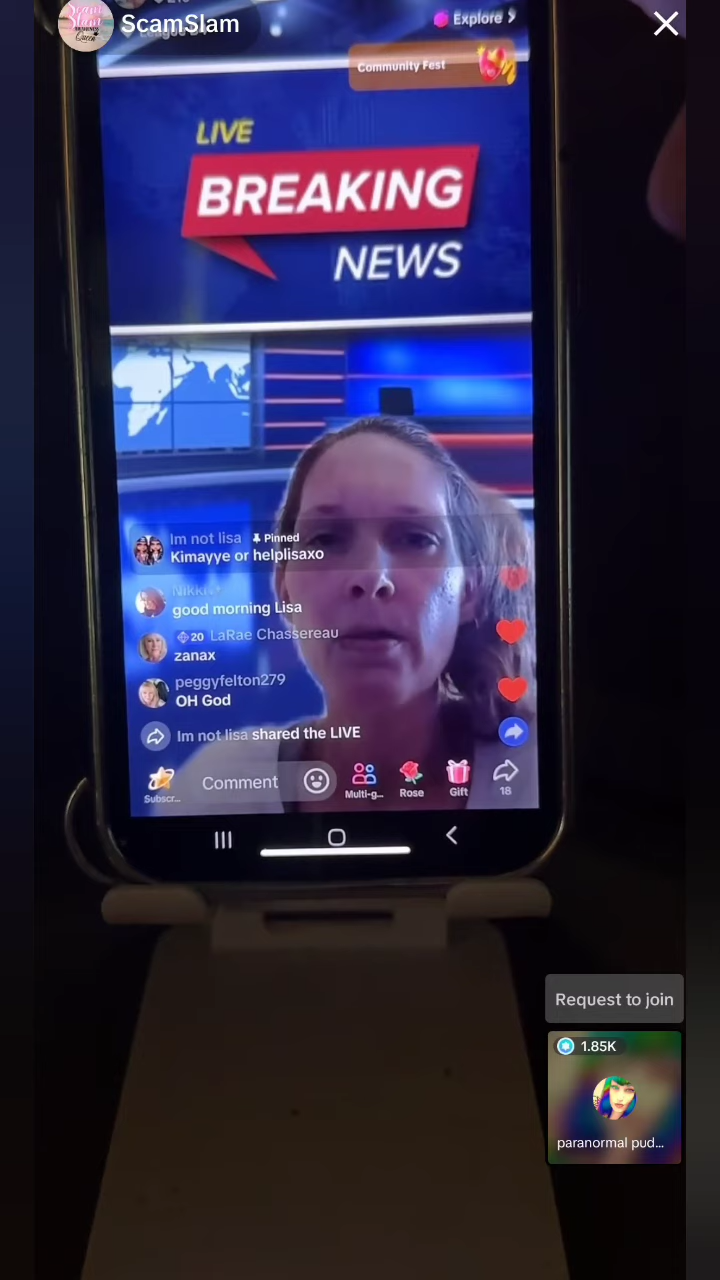 ScamSlam
Explore >
Community Fest
LIVE
BREAKING
NEWS
Im not lisa Pinned
Kimayye or helplisaxo
Nikki
good morning Lisa
20 LaRae Chassereau
zanax
peggyfelton279
OH God
Im not lisa shared the LIVE
Subscr...
Comment
Multi-g...
Rose
Gift
18
Request to join
1.85K
paranormal pud...